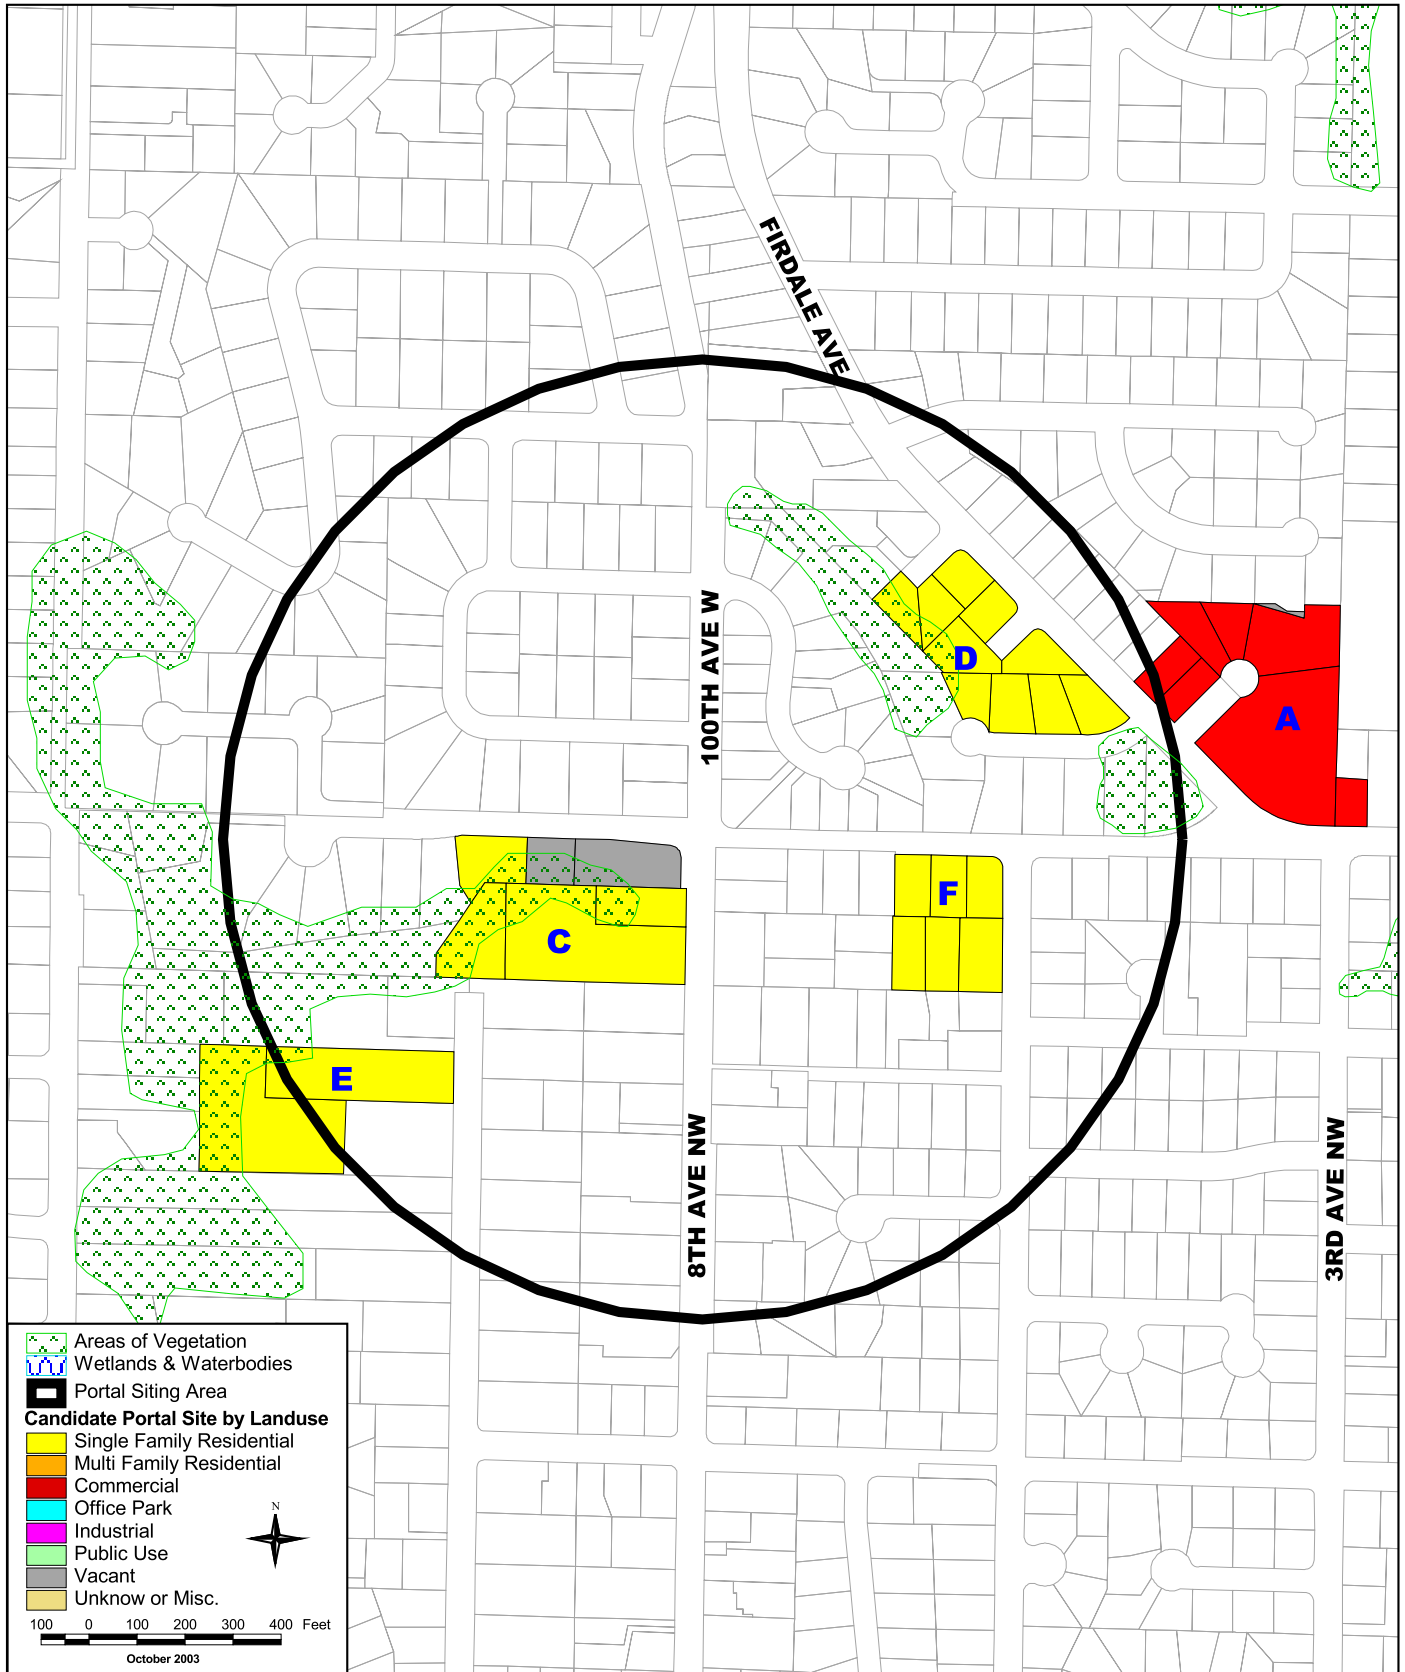 FIRDALE AVE
100TH AVE W
D
A
F
C
E
8TH AVE NW
3RD AVE NW
Areas of Vegetation
Wetlands & Waterbodies
Portal Siting Area
Candidate Portal Site by Landuse
Single Family Residential
Multi Family Residential
Commercial
Office Park
Industrial
Public Use
Vacant
Unknow or Misc.
N
100 0 100 200 300 400 Feet
October 2003